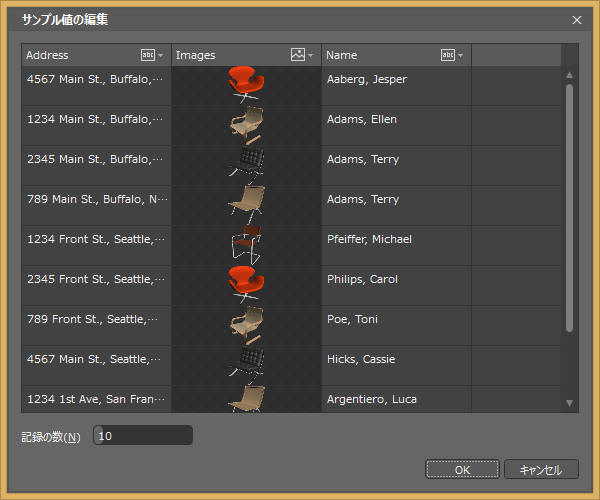 サンプル値の編集
Address abc Images Name abc
4567 Main St., Buffalo,… Aaberg, Jesper
1234 Main St., Buffalo,… Adams, Ellen
2345 Main St., Buffalo,… Adams, Terry
789 Main St., Buffalo, N… Adams, Terry
1234 Front St., Seattle,… Pfeiffer, Michael
2345 Front St., Seattle,… Philips, Carol
789 Front St., Seattle,… Poe, Toni
4567 Main St., Seattle,… Hicks, Cassie
1234 1st Ave, San Fran… Argentiero, Luca
記録の数(N) 10
OK キャンセル